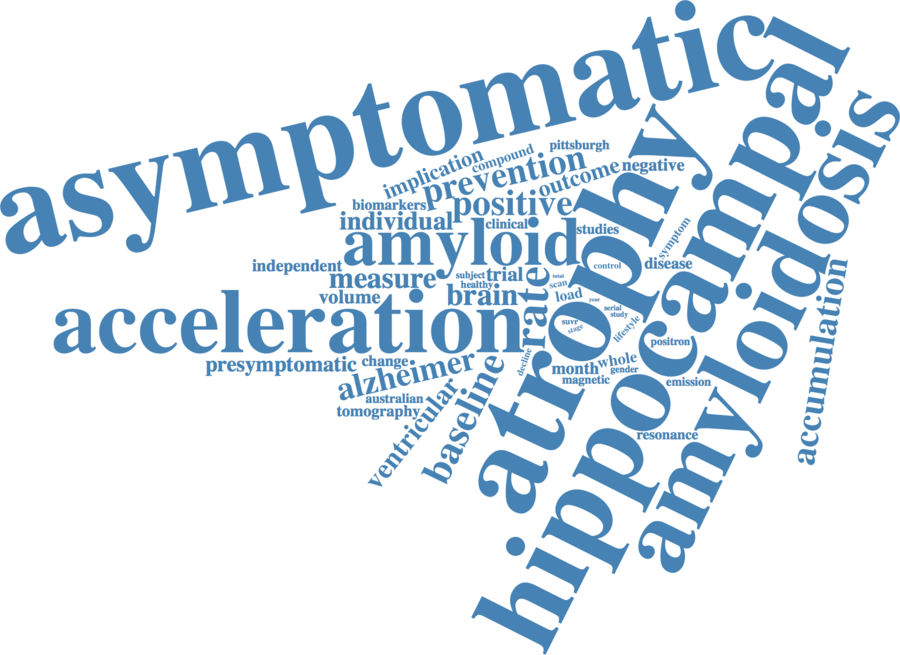 asymptomatic
hippocampal
amyloidosis
atrophy
pittsburgh
compound
implication
prevention
outcome
negative
biomarkers
positive
individual
clinical
studies
amyloid
symptom
independent
control
disease
measure
subject
trial
total
healthy
scan
accumulation
volume
brain
rate
load
year
acceleration
serial
study
suvr
stage
lifestyle
positron
presymptomatic
change
decline
month
whole
gender
alzheimer
magnetic
emission
australian
baseline
tomography
ventricular
resonance